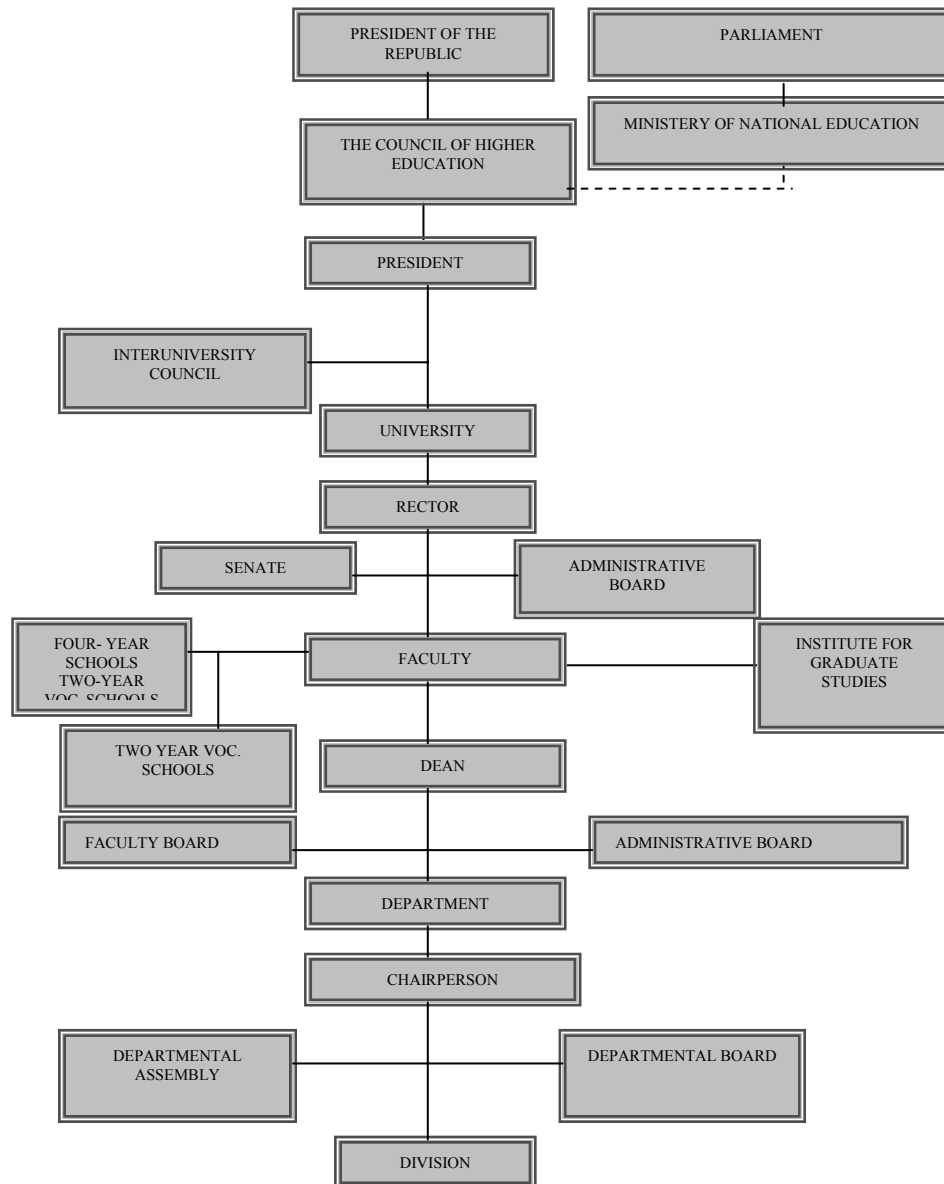 PRESIDENT OF THE
REPUBLIC
PARLIAMENT
MINISTERY OF NATIONAL EDUCATION
THE COUNCIL OF HIGHER
EDUCATION
PRESIDENT
INTERUNIVERSITY
COUNCIL
UNIVERSITY
RECTOR
SENATE
ADMINISTRATIVE
BOARD
FOUR- YEAR
SCHOOLS
TWO-YEAR
VOC. SCHOOLS
FACULTY
INSTITUTE FOR
GRADUATE
STUDIES
TWO YEAR VOC.
SCHOOLS
DEAN
FACULTY BOARD
ADMINISTRATIVE BOARD
DEPARTMENT
CHAIRPERSON
DEPARTMENTAL
ASSEMBLY
DEPARTMENTAL BOARD
DIVISION